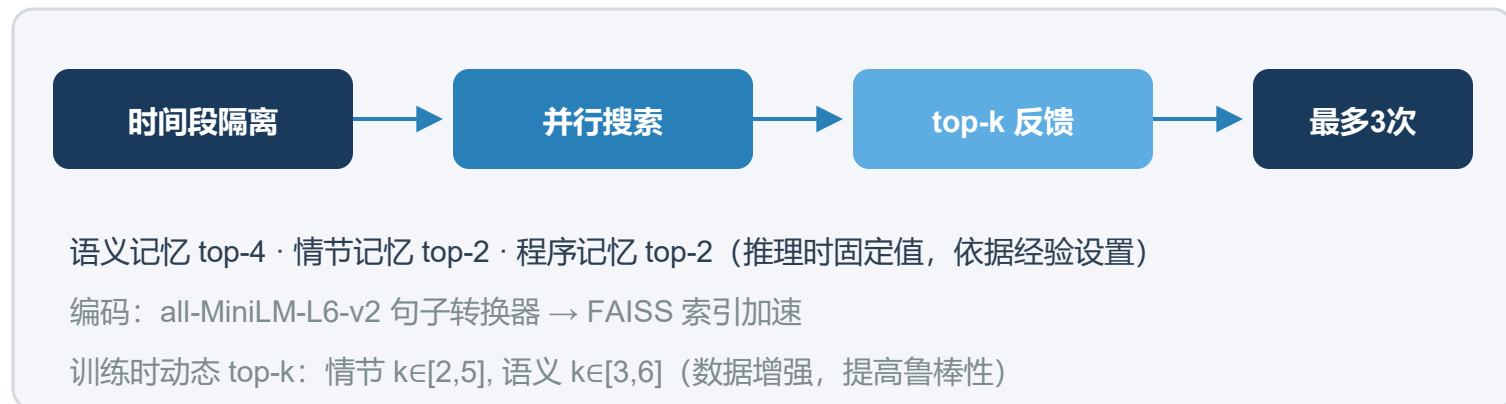 时间段隔离
并行搜索
top-k 反馈
最多3次
语义记忆 top-4 · 情节记忆 top-2 · 程序记忆 top-2（推理时固定值，依据经验设置）
编码：all-MiniLM-L6-v2 句子转换器 → FAISS 索引加速
训练时动态 top-k：情节 k∈[2,5], 语义 k∈[3,6]（数据增强，提高鲁棒性）